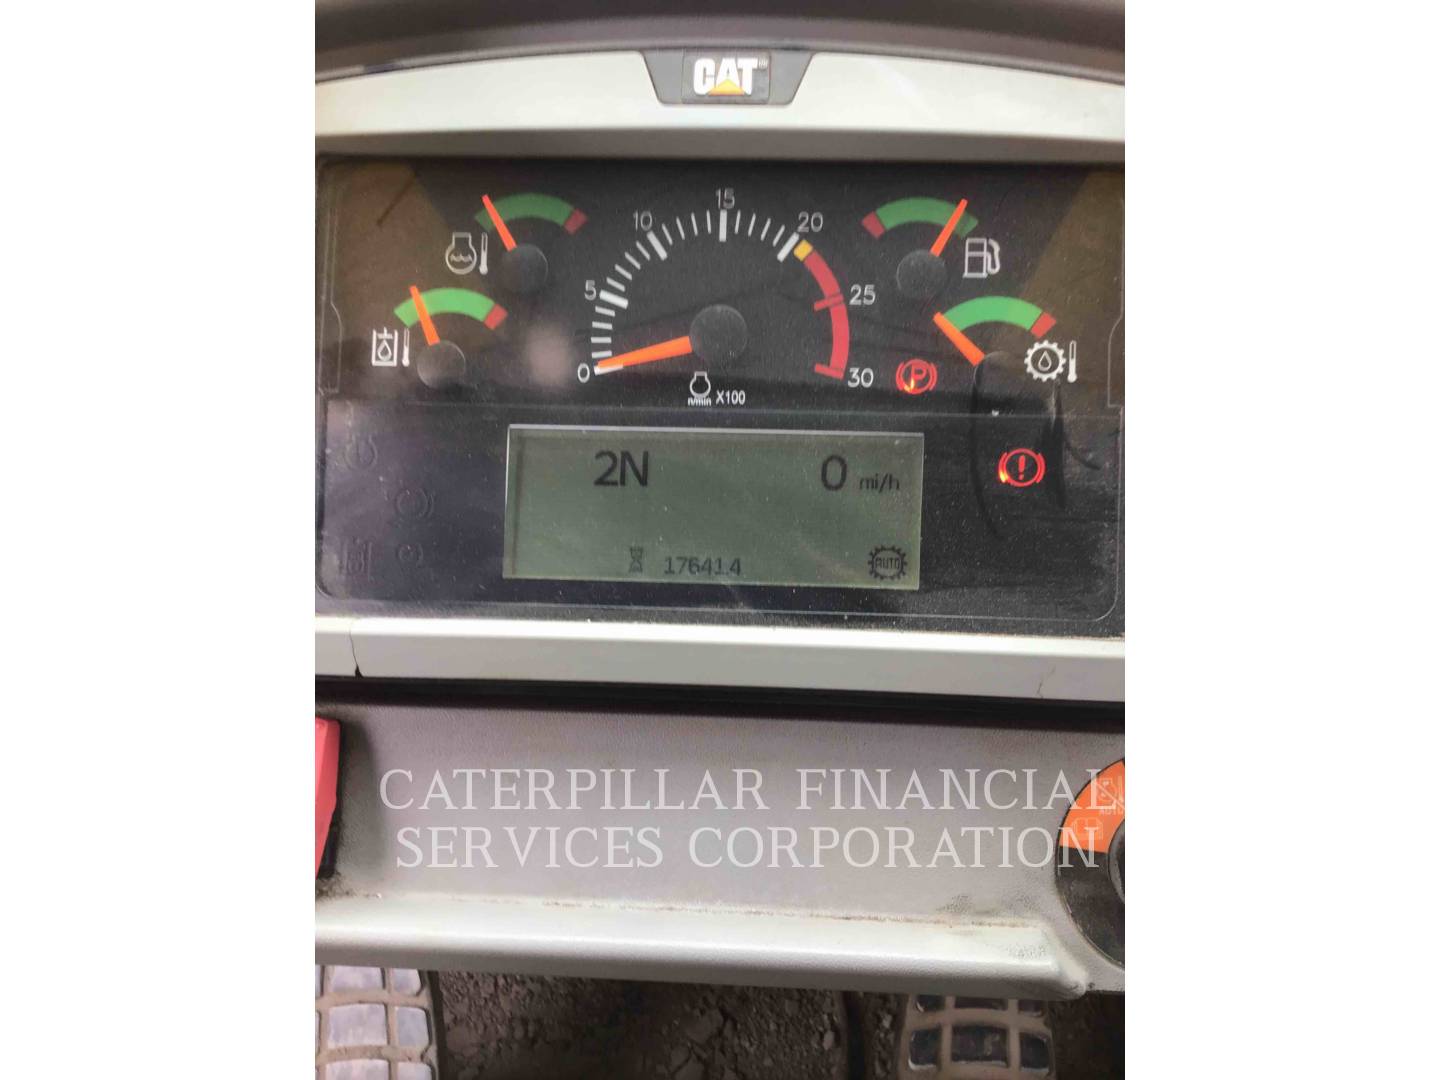 CAT
15
10
20
5
25
0
30
n/min X100
P
2N 0 mi/h
17641.4 AUTO
CATERPILLAR FINANCIAL
SERVICES CORPORATION